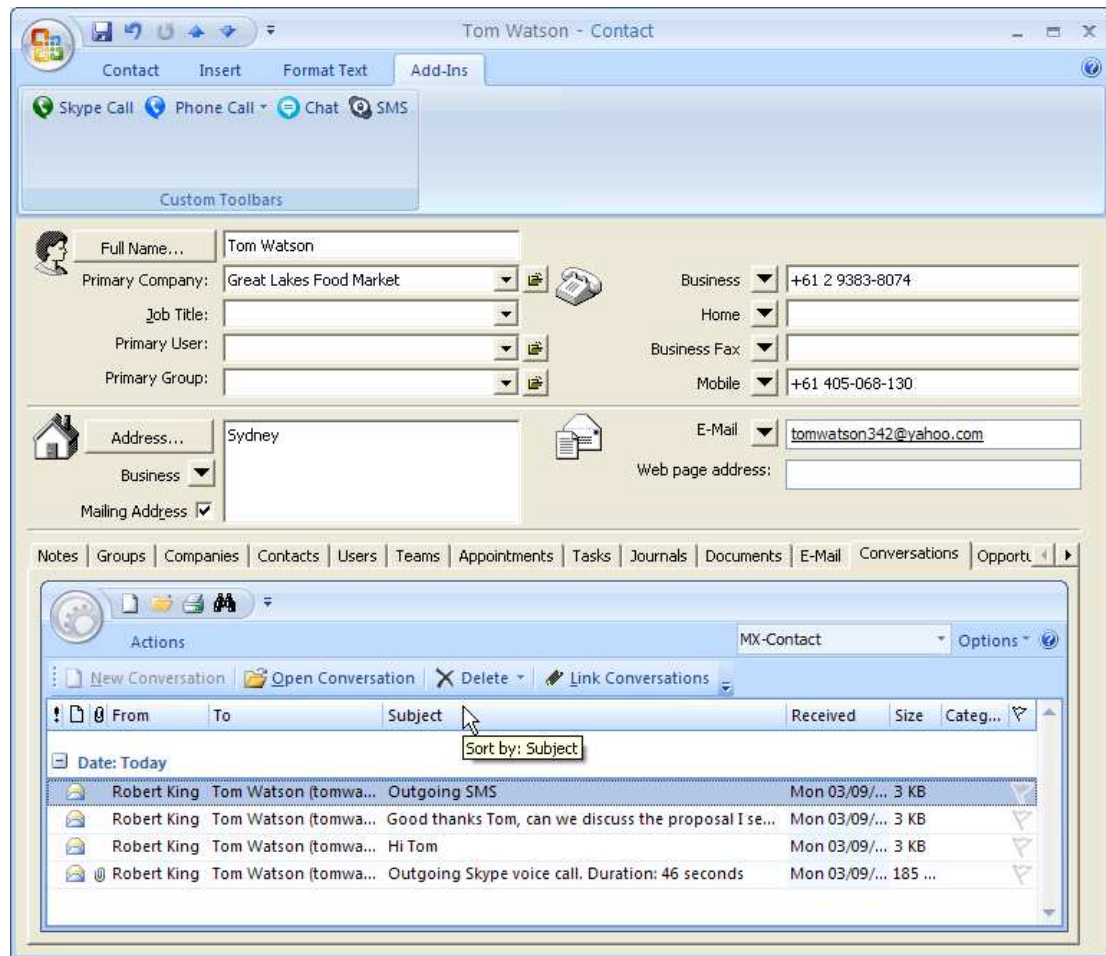 Tom Watson - Contact
Contact Insert Format Text Add-Ins
Skype Call Phone Call Chat SMS
Custom Toolbars
Full Name... Tom Watson
Primary Company: Great Lakes Food Market Business +61 2 9383-8074
Job Title: Home
Primary User: Business Fax
Primary Group: Mobile +61 405-068-130
Address... Sydney E-Mail tomwatson342@yahoo.com
Business Web page address:
Mailing Address
Notes Groups Companies Contacts Users Teams Appointments Tasks Journals Documents E-Mail Conversations Opportu
Actions MX-Contact Options
New Conversation Open Conversation Delete Link Conversations
! From To Subject Received Size Categ...
Sort by: Subject
Date: Today
Robert King Tom Watson (tomwa... Outgoing SMS Mon 03/09/... 3 KB
Robert King Tom Watson (tomwa... Good thanks Tom, can we discuss the proposal I se... Mon 03/09/... 3 KB
Robert King Tom Watson (tomwa... Hi Tom Mon 03/09/... 3 KB
Robert King Tom Watson (tomwa... Outgoing Skype voice call. Duration: 46 seconds Mon 03/09/... 185 ...